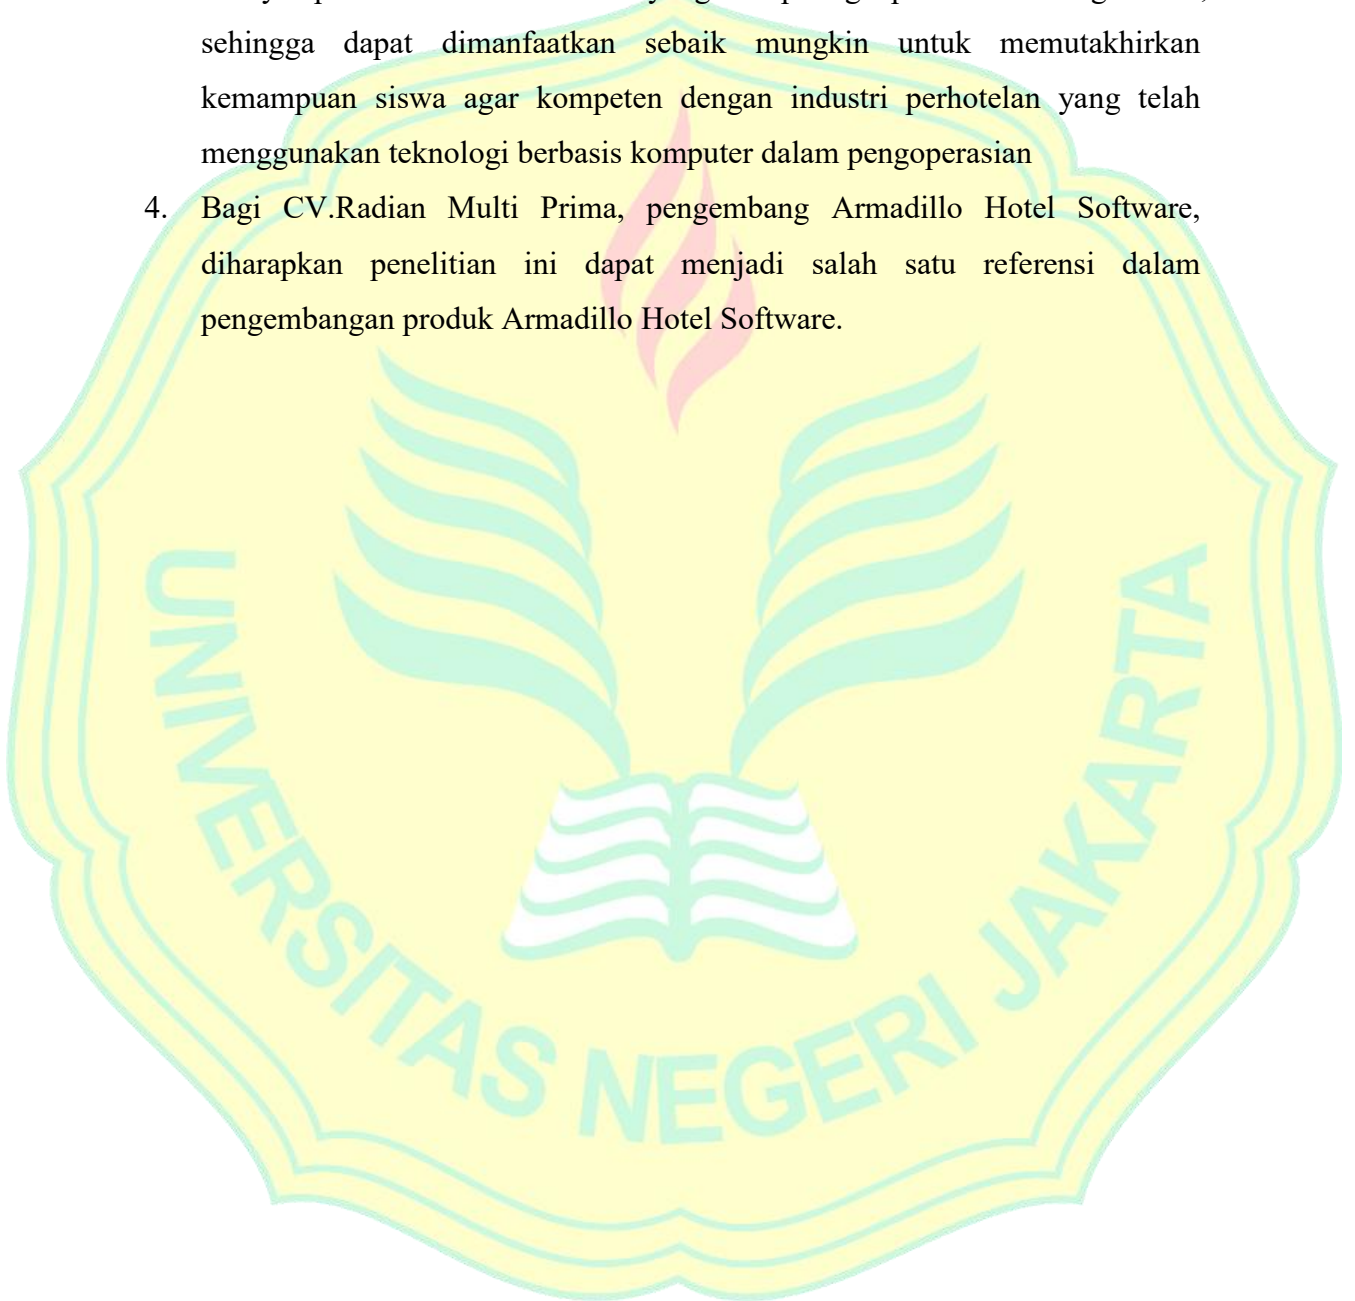 sehingga dapat dimanfaatkan sebaik mungkin untuk memutakhirkan
kemampuan siswa agar kompeten dengan industri perhotelan yang telah
menggunakan teknologi berbasis komputer dalam pengoperasian
4. Bagi CV.Radian Multi Prima, pengembang Armadillo Hotel Software,
diharapkan penelitian ini dapat menjadi salah satu referensi dalam
pengembangan produk Armadillo Hotel Software.
UNIVERSITAS NEGERI JAKARTA